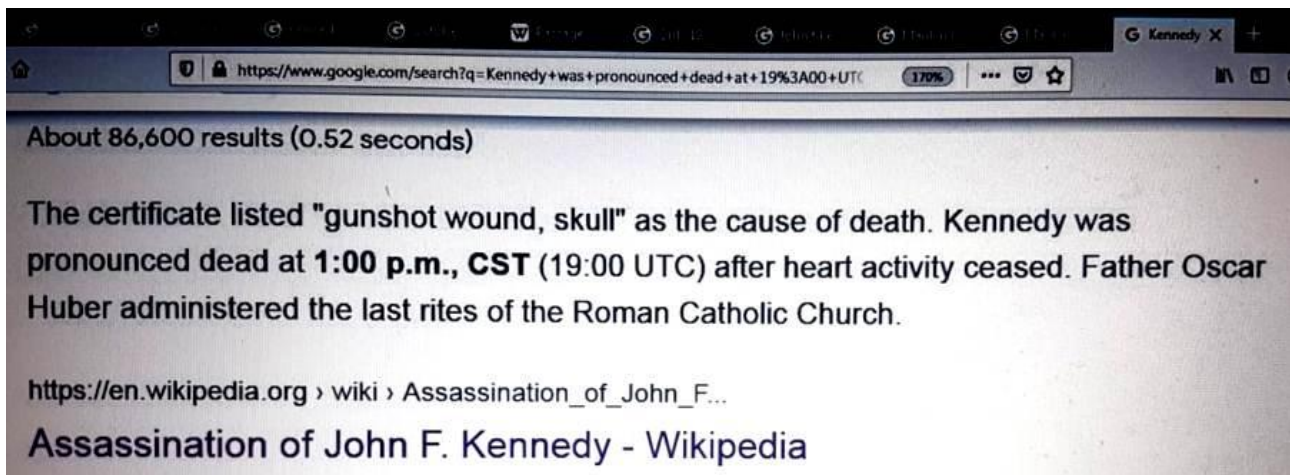 Kennedy
https://www.google.com/search?q=Kennedy+was+pronounced+dead+at+19%3A00+UTC
170%
About 86,600 results (0.52 seconds)
The certificate listed "gunshot wound, skull" as the cause of death. Kennedy was
pronounced dead at 1:00 p.m., CST (19:00 UTC) after heart activity ceased. Father Oscar
Huber administered the last rites of the Roman Catholic Church.
https://en.wikipedia.org › wiki › Assassination_of_John_F...
Assassination of John F. Kennedy - Wikipedia